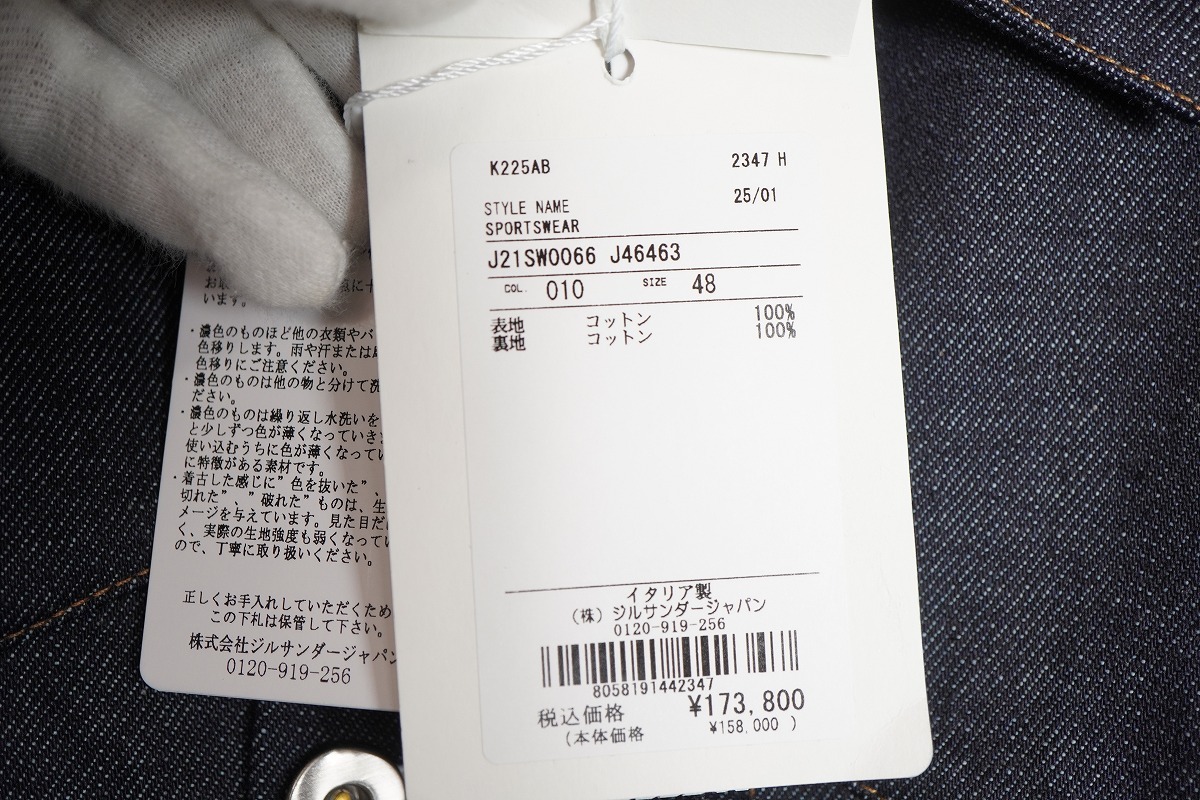 K225AB 2347 H
25/01
STYLE NAME
SPORTSWEAR
J21SW0066 J46463
COL. 010 SIZE 48
表地 コットン 100%
裏地 コットン 100%
イタリア製
（株）ジルサンダージャパン
0120-919-256
8058191442347
税込価格 ¥173,800
(本体価格 ¥158,000 )
います。
・濃色のものほど他の衣類やバ
色移りします。雨や汗または
色移りにご注意ください。
・濃色のものは他の物と分けて洗
ださい。
・濃色のものは繰り返し水洗いを
と少しずつ色が薄くなっていき
使い込むうちに色が薄くなってい
に特徴がある素材です。
・着古した感じに”色を抜いた”、
切れた”、”破れた”ものは、生
メージを与えています。見た目だけ
く、実際の生地強度も弱くなってい
ので、丁寧に取り扱いください。
正しくお手入れしていただくため
この下札は保管して下さい。
株式会社ジルサンダージャパン
0120-919-256